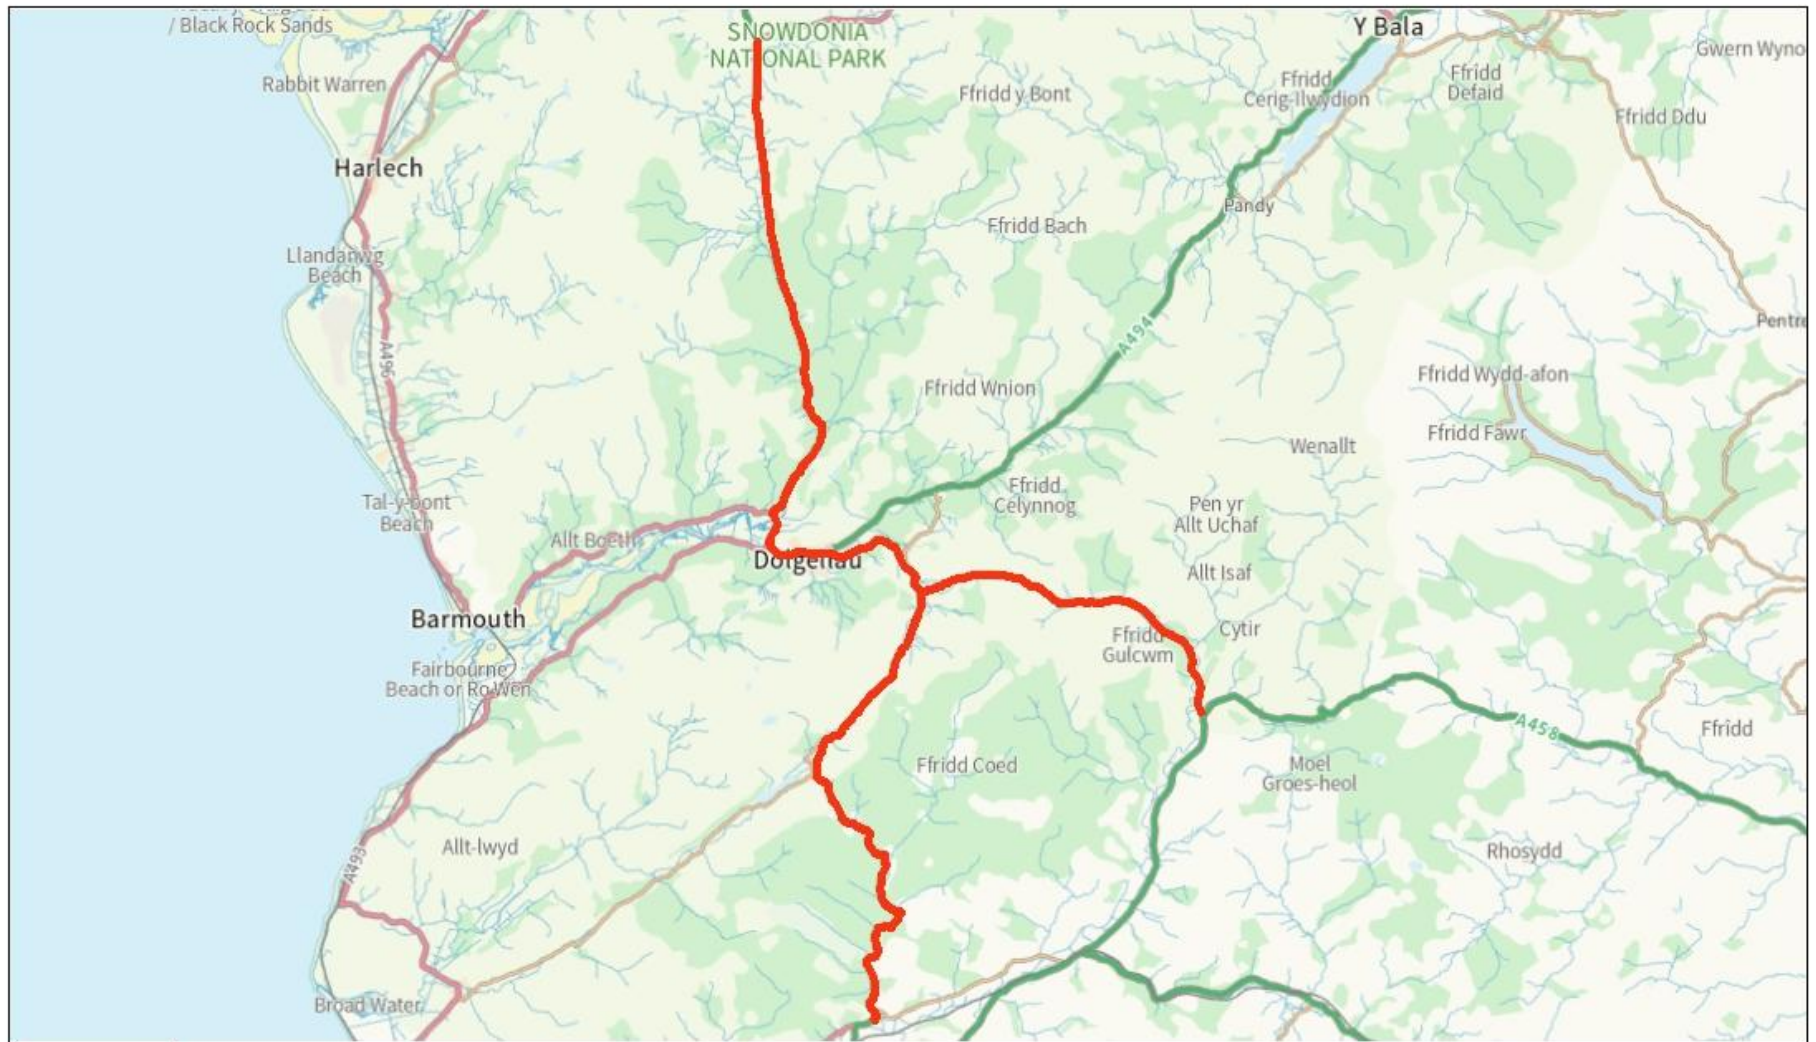 / Black Rock Sands
SNOWDONIA
NATIONAL PARK
Y Bala
Gwern Wyno
Rabbit Warren
Ffridd y Bont
Ffridd
Cerig-llwydion
Ffridd
Defaid
Ffridd Ddu
Harlech
Pandy
Ffridd Bach
Llandanwg
Beach
A494
Pentre
A496
Ffridd Wnion
Ffridd Wydd-afon
Ffridd Fawr
Wenallt
Tal-y-bont
Beach
Ffridd
Celynnog
Pen yr
Allt Uchaf
Allt Boeth
Dolgellau
Allt Isaf
Barmouth
Ffridd
Gulcwm
Cytir
Fairbourne
Beach or Ro Wen
A458
Ffridd
Ffridd Coed
Moel
Groes-heol
A493
Allt-lwyd
Rhosydd
Broad Water